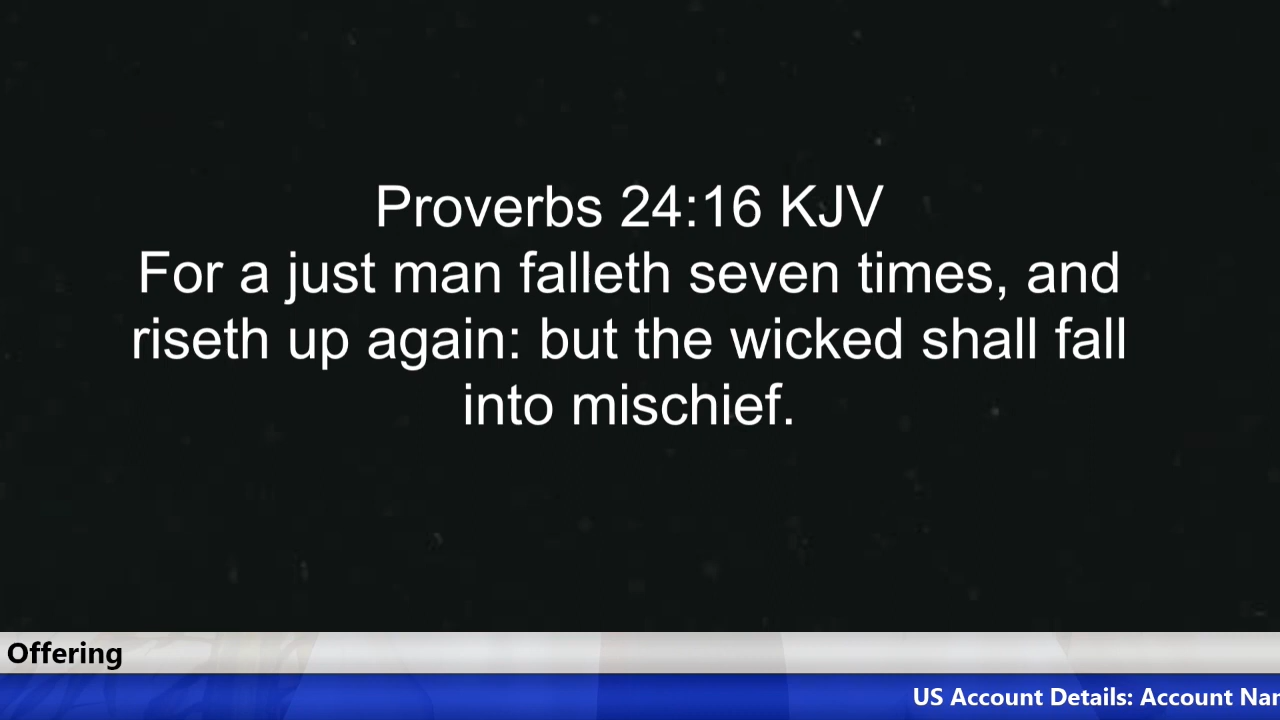 Proverbs 24:16 KJV
For a just man falleth seven times, and
riseth up again: but the wicked shall fall
into mischief.
Offering
US Account Details: Account